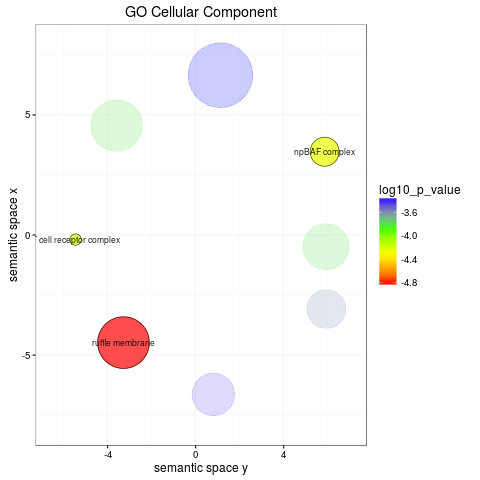 GO Cellular Component
5
npBAF complex
log10_p_value
-3.6
-4.0
-4.4
-4.8
semantic space x
0
cell receptor complex
-5
ruffle membrane
-4
0
4
semantic space y